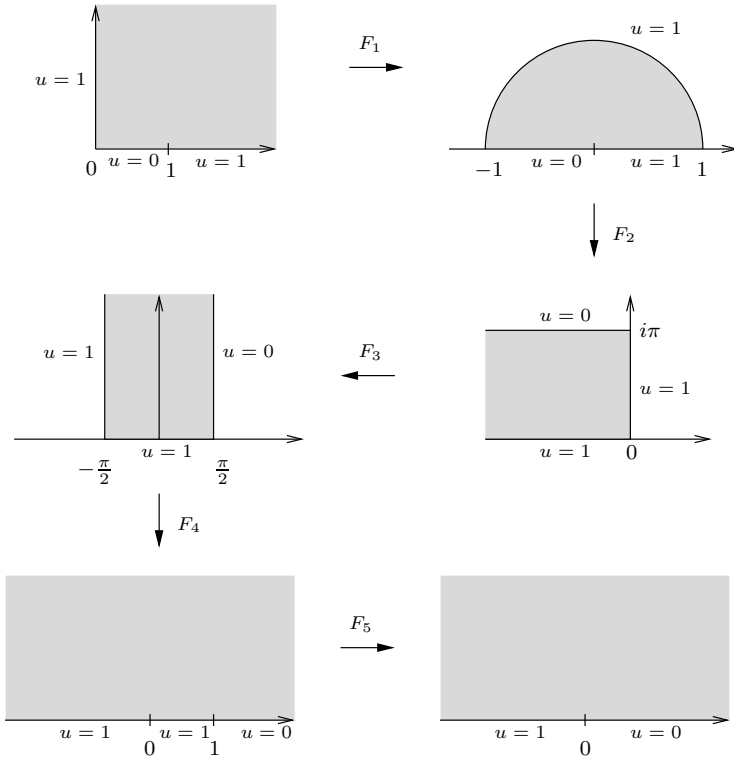 u = 1
F₁
u = 1
u = 0
u = 1
0
1
u = 0
u = 1
−1
1
F₂
u = 0
iπ
u = 1
u = 0
F₃
u = 1
u = 1
u = 1
0
−π/2
π/2
F₄
F₅
u = 1
u = 1
u = 0
u = 1
u = 0
0
1
0